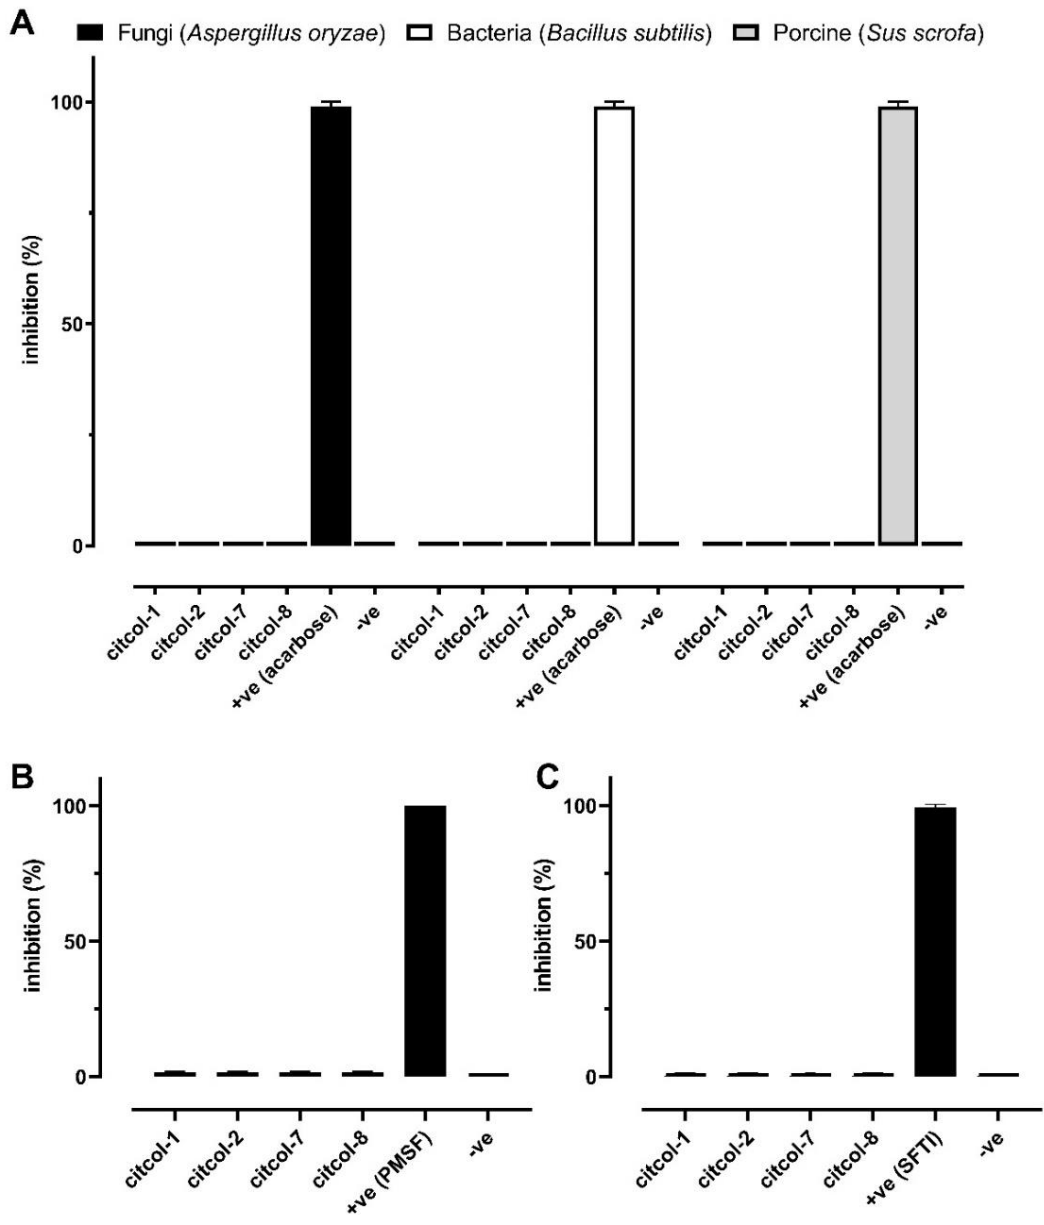 A
Fungi (Aspergillus oryzae) Bacteria (Bacillus subtilis) Porcine (Sus scrofa)
100
50
0
inhibition (%)
citcol-1 citcol-2 citcol-7 citcol-8 +ve (acarbose) -ve citcol-1 citcol-2 citcol-7 citcol-8 +ve (acarbose) -ve citcol-1 citcol-2 citcol-7 citcol-8 +ve (acarbose) -ve
B
100
50
0
inhibition (%)
citcol-1 citcol-2 citcol-7 citcol-8 +ve (PMSF) -ve
C
100
50
0
inhibition (%)
citcol-1 citcol-2 citcol-7 citcol-8 +ve (SFTI) -ve